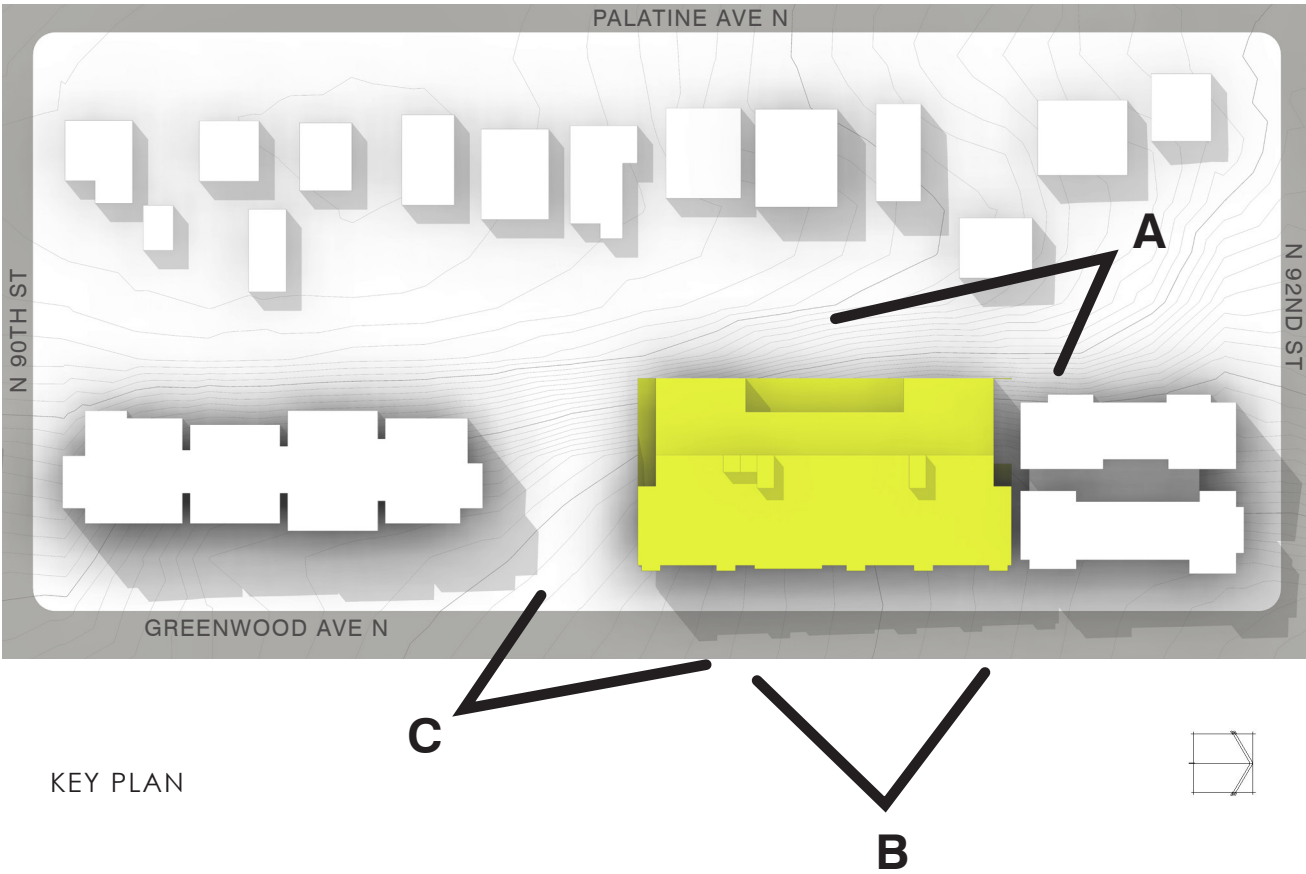 PALATINE AVE N
A
N 90TH ST
N 92ND ST
GREENWOOD AVE N
C
KEY PLAN
B